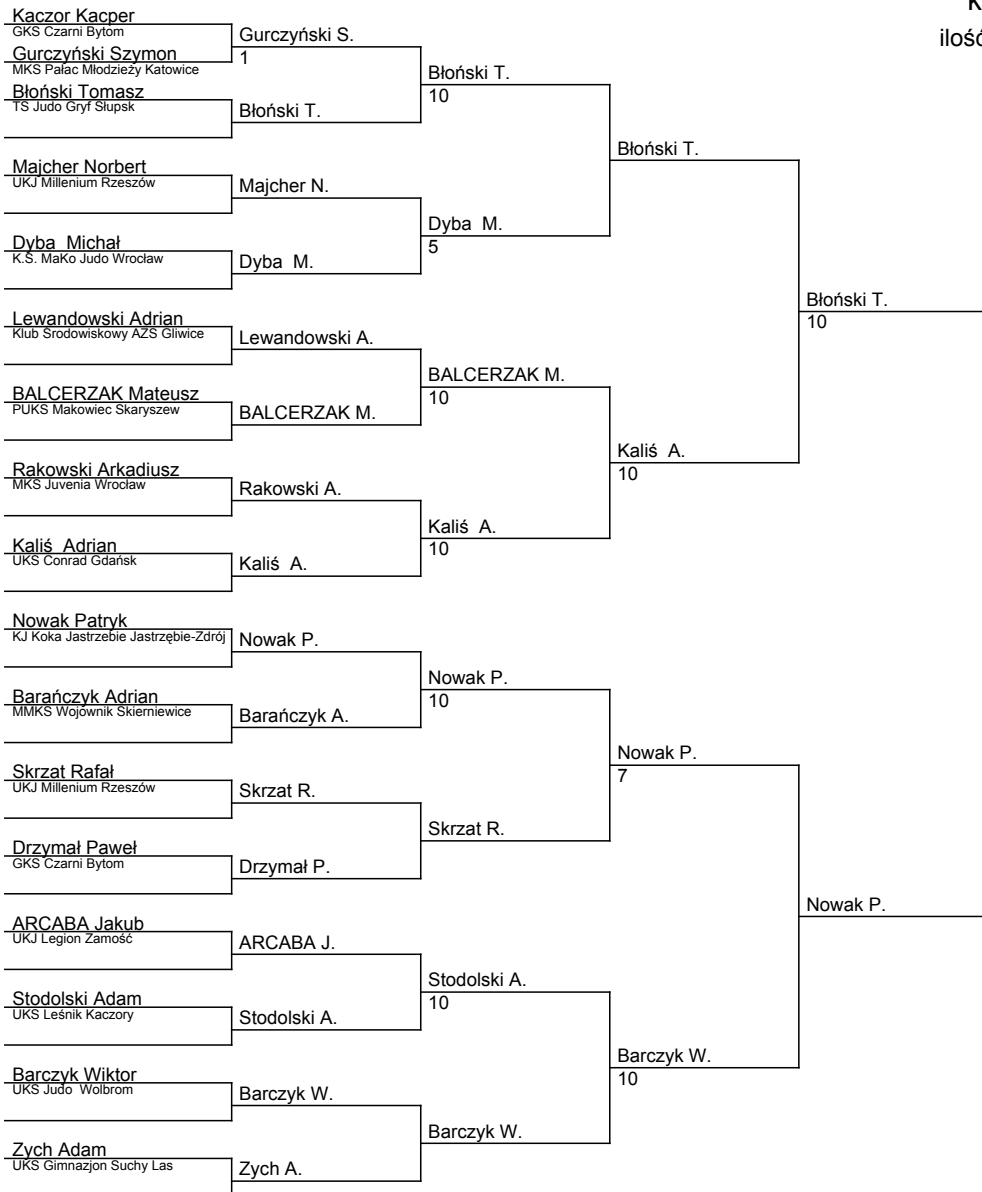 K
ilość
Kaczor Kacper
GKS Czarni Bytom
Gurczyński Szymon
MKS Pałac Młodzieży Katowice
Błoński Tomasz
TS Judo Gryf Słupsk
Majcher Norbert
UKJ Millenium Rzeszów
Dyba Michał
K.S. MaKo Judo Wrocław
Lewandowski Adrian
Klub Środowiskowy AZS Gliwice
BALCERZAK Mateusz
PUKS Makowiec Skaryszew
Rakowski Arkadiusz
MKS Juvenia Wrocław
Kaliś Adrian
UKS Conrad Gdańsk
Nowak Patryk
KJ Koka Jastrzebie Jastrzębie-Zdrój
Barańczyk Adrian
MMKS Wojownik Skierniewice
Skrzat Rafał
UKJ Millenium Rzeszów
Drzymał Paweł
GKS Czarni Bytom
ARCABA Jakub
UKJ Legion Zamość
Stodolski Adam
UKS Leśnik Kaczory
Barczyk Wiktor
UKS Judo Wolbrom
Zych Adam
UKS Gimnazjon Suchy Las
Gurczyński S.
1
Błoński T.
Majcher N.
Dyba M.
Lewandowski A.
BALCERZAK M.
Rakowski A.
Kaliś A.
Nowak P.
Barańczyk A.
Skrzat R.
Drzymał P.
ARCABA J.
Stodolski A.
Barczyk W.
Zych A.
Błoński T.
10
Dyba M.
5
BALCERZAK M.
10
Kaliś A.
10
Nowak P.
10
Skrzat R.
Stodolski A.
10
Barczyk W.
Błoński T.
Kaliś A.
10
Nowak P.
7
Barczyk W.
10
Błoński T.
10
Nowak P.